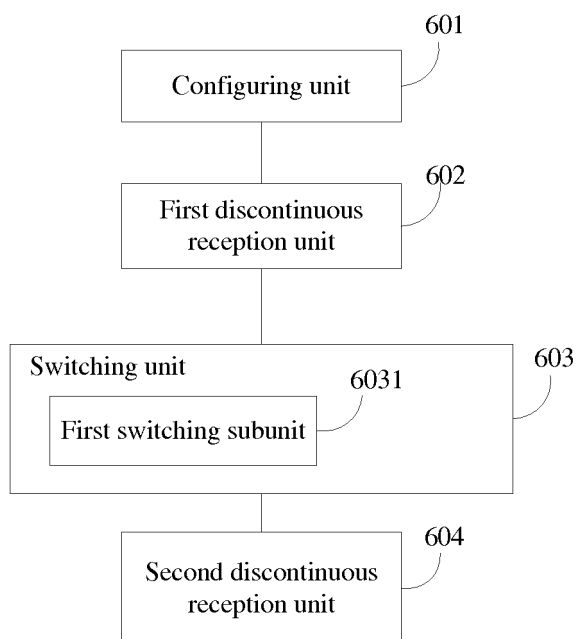 601
Configuring unit
602
First discontinuous
reception unit
603
Switching unit
6031
First switching subunit
604
Second discontinuous
reception unit